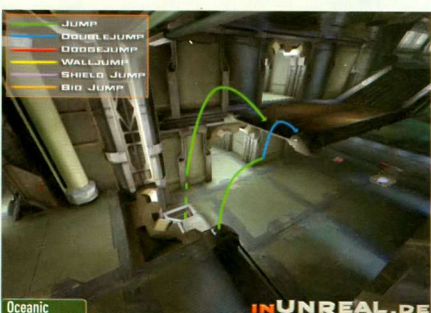 JUMP
DOUBLEJUMP
DODGEJUMP
WALLJUMP
SHIELD JUMP
BIO JUMP
Oceanic
INUNREAL.DE